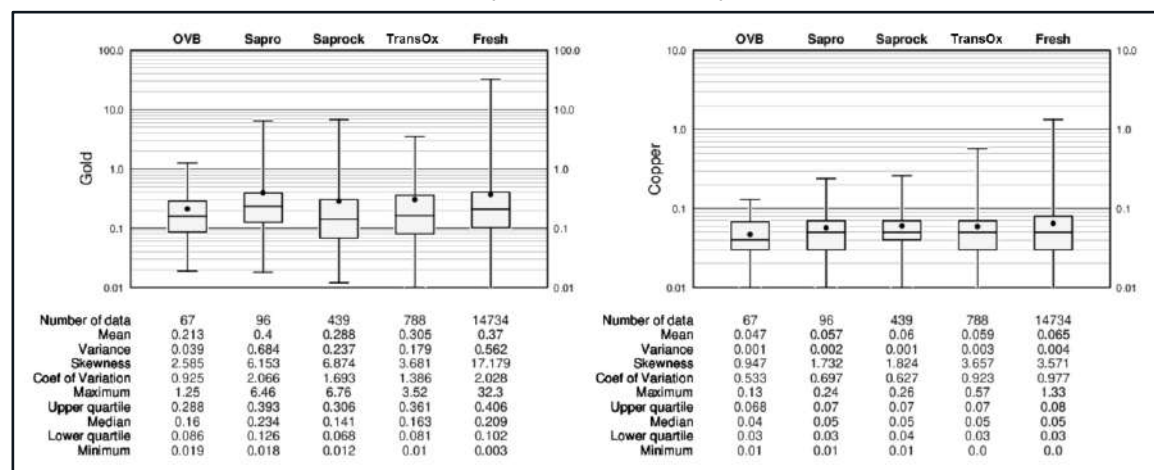 OVB Sapro Saprock TransOx Fresh
100.0 100.0
10.0 10.0
Gold
1.0 1.0
0.1 0.1
0.01 0.01
Number of data 67 96 439 788 14734
Mean 0.213 0.4 0.288 0.305 0.37
Variance 0.039 0.684 0.237 0.179 0.562
Skewness 2.585 6.153 6.874 3.681 17.179
Coef of Variation 0.925 2.066 1.693 1.386 2.028
Maximum 1.25 6.46 6.76 3.52 32.3
Upper quartile 0.288 0.393 0.306 0.361 0.406
Median 0.16 0.234 0.141 0.163 0.209
Lower quartile 0.086 0.126 0.068 0.081 0.102
Minimum 0.019 0.018 0.012 0.01 0.003
OVB Sapro Saprock TransOx Fresh
10.0 10.0
1.0 1.0
Copper
0.1 0.1
0.01 0.01
Number of data 67 96 439 788 14734
Mean 0.047 0.057 0.06 0.059 0.065
Variance 0.001 0.002 0.001 0.003 0.004
Skewness 0.947 1.732 1.824 3.657 3.571
Coef of Variation 0.533 0.697 0.627 0.923 0.977
Maximum 0.13 0.24 0.26 0.57 1.33
Upper quartile 0.068 0.07 0.07 0.07 0.08
Median 0.04 0.05 0.05 0.05 0.05
Lower quartile 0.03 0.03 0.04 0.03 0.03
Minimum 0.01 0.01 0.01 0.0 0.0